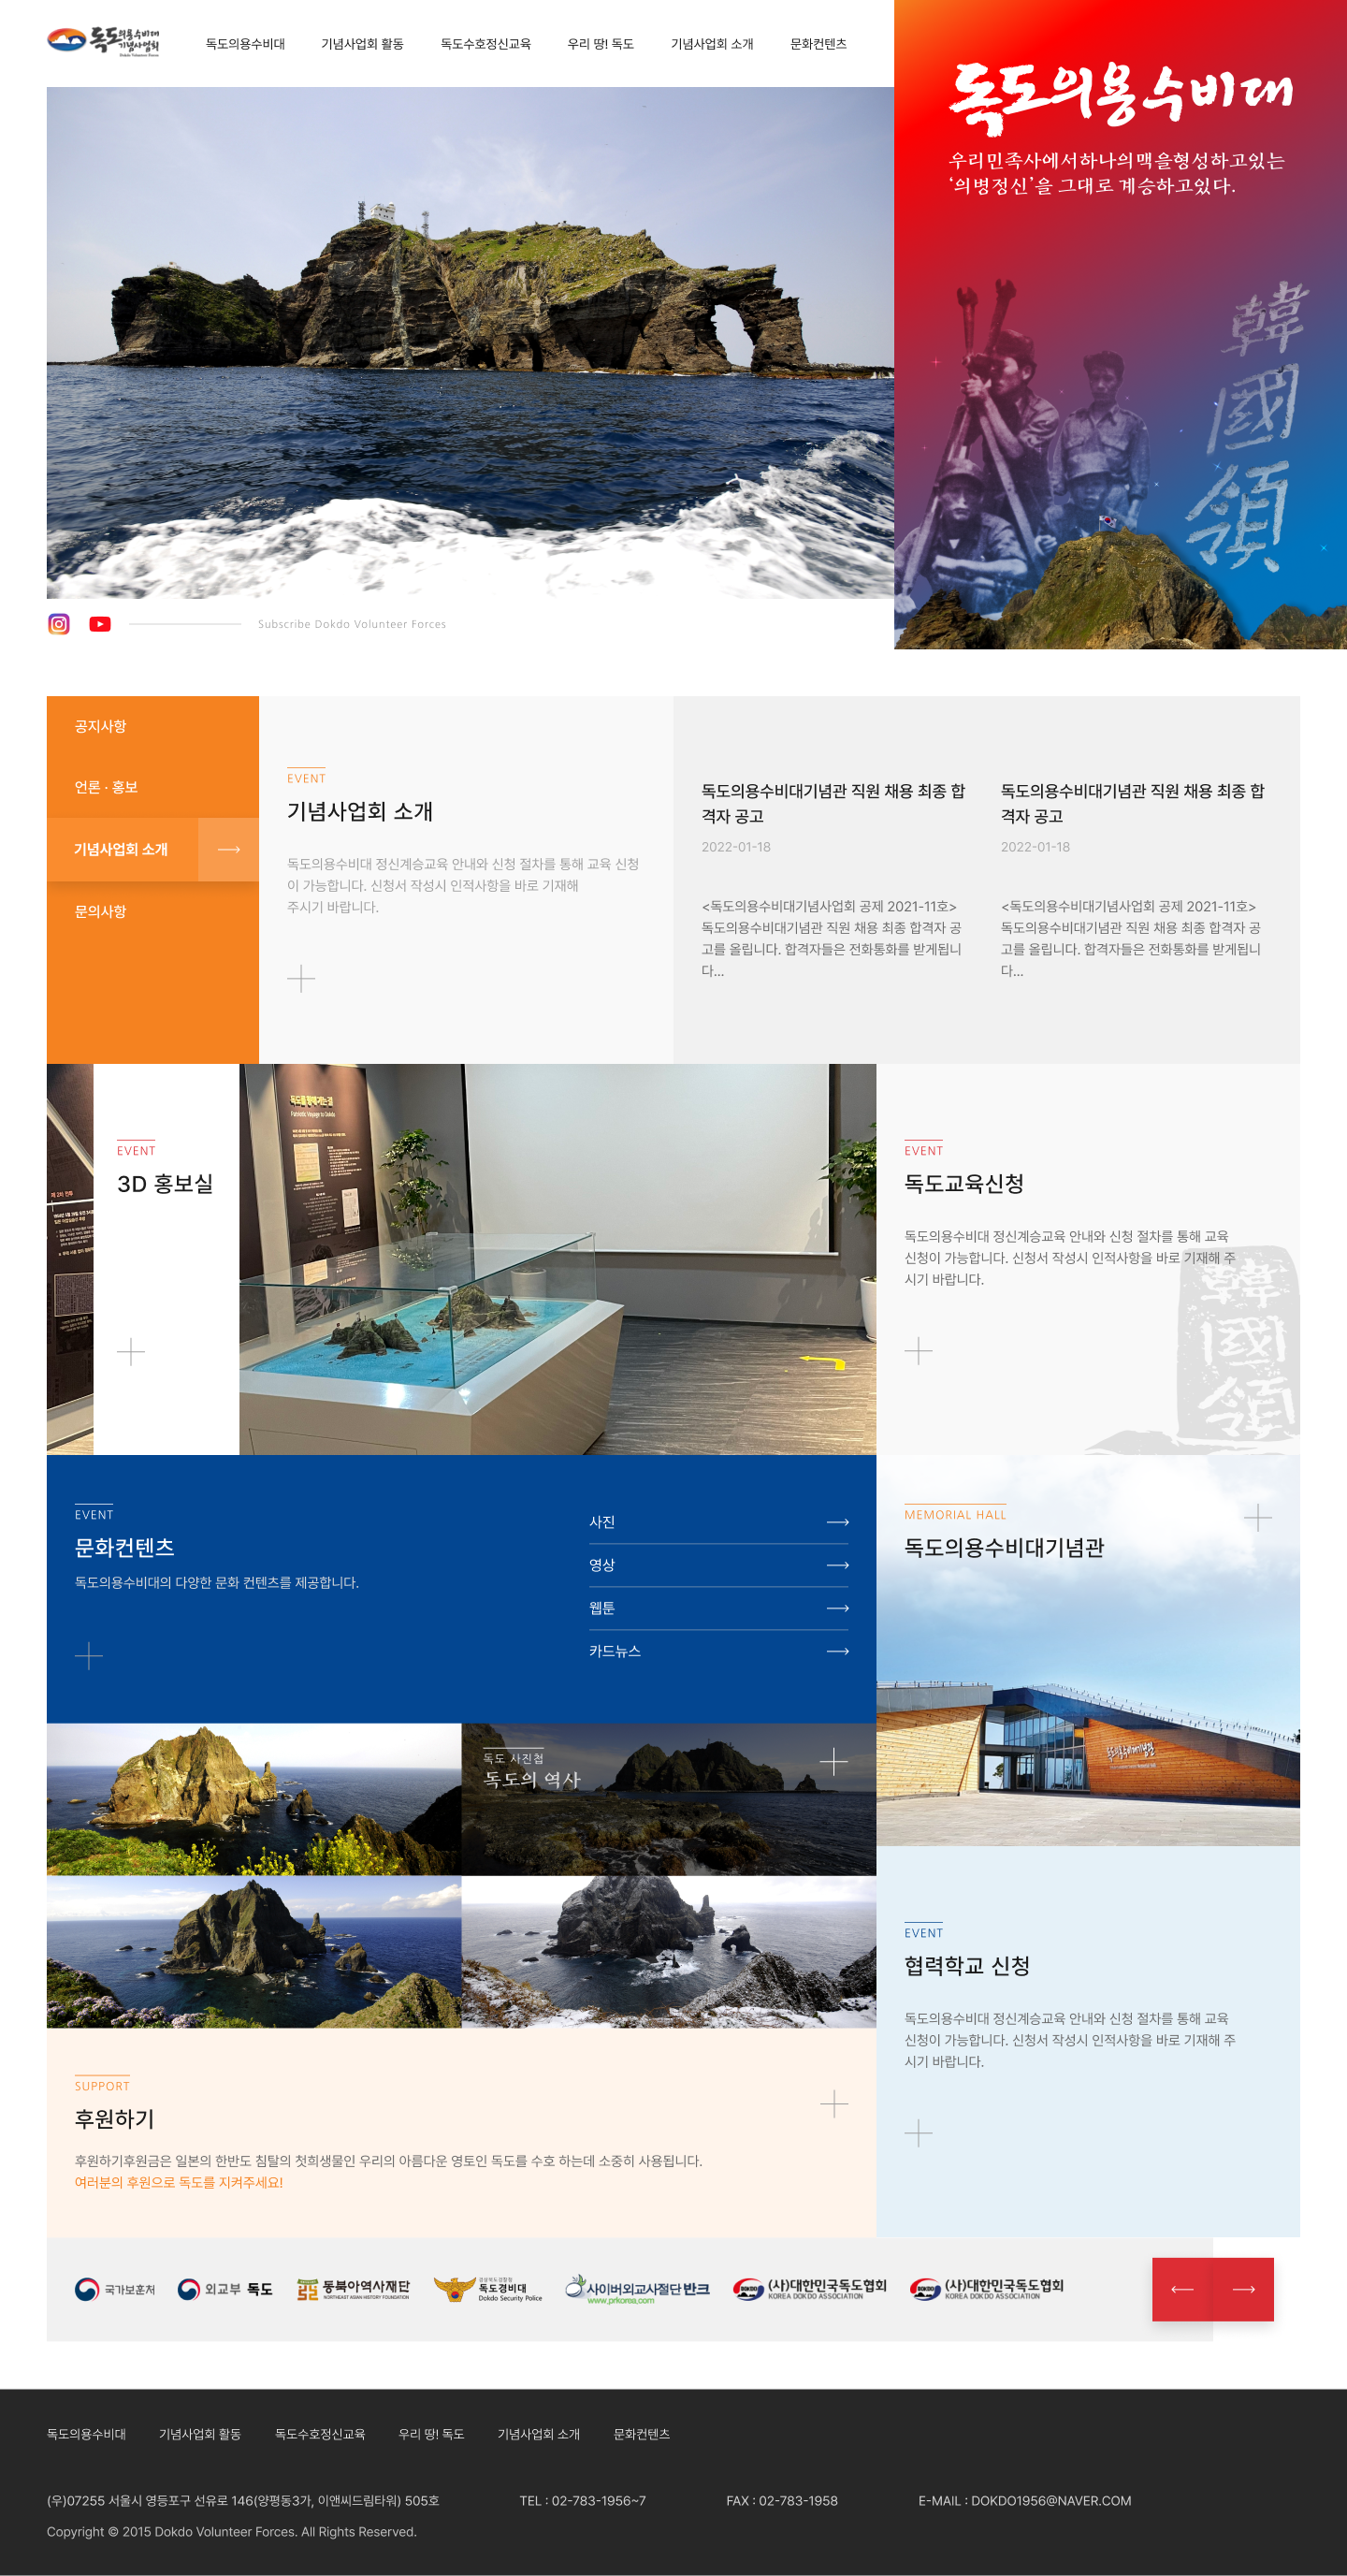 독도의용수비대
기념사업회
Dokdo Volunteer Forces
독도의용수비대
기념사업회 활동
독도수호정신교육
우리 땅! 독도
기념사업회 소개
문화컨텐츠
독도의용수비대
우리민족사에서하나의맥을형성하고있는
‘의병정신’을 그대로 계승하고있다.
韓
國
領
Subscribe Dokdo Volunteer Forces
공지사항
언론 · 홍보
기념사업회 소개
문의사항
EVENT
기념사업회 소개
독도의용수비대 정신계승교육 안내와 신청 절차를 통해 교육 신청
이 가능합니다. 신청서 작성시 인적사항을 바로 기재해
주시기 바랍니다.
독도의용수비대기념관 직원 채용 최종 합
격자 공고
2022-01-18
<독도의용수비대기념사업회 공제 2021-11호>
독도의용수비대기념관 직원 채용 최종 합격자 공
고를 올립니다. 합격자들은 전화통화를 받게됩니
다...
독도의용수비대기념관 직원 채용 최종 합
격자 공고
2022-01-18
<독도의용수비대기념사업회 공제 2021-11호>
독도의용수비대기념관 직원 채용 최종 합격자 공
고를 올립니다. 합격자들은 전화통화를 받게됩니
다...
EVENT
3D 홍보실
EVENT
독도교육신청
독도의용수비대 정신계승교육 안내와 신청 절차를 통해 교육
신청이 가능합니다. 신청서 작성시 인적사항을 바로 기재해 주
시기 바랍니다.
韓
國
領
EVENT
문화컨텐츠
독도의용수비대의 다양한 문화 컨텐츠를 제공합니다.
사진
영상
웹툰
카드뉴스
MEMORIAL HALL
독도의용수비대기념관
독도의용수비대기념관
독도 사진첩
독도의 역사
EVENT
협력학교 신청
독도의용수비대 정신계승교육 안내와 신청 절차를 통해 교육
신청이 가능합니다. 신청서 작성시 인적사항을 바로 기재해 주
시기 바랍니다.
SUPPORT
후원하기
후원하기후원금은 일본의 한반도 침탈의 첫희생물인 우리의 아름다운 영토인 독도를 수호 하는데 소중히 사용됩니다.
여러분의 후원으로 독도를 지켜주세요!
국가보훈처
외교부 독도
동북아역사재단
NORTHEAST ASIAN HISTORY FOUNDATION
독도경비대
Dokdo Security Police
사이버외교사절단 반크
www.prkorea.com
DOKDO
(사)대한민국독도협회
KOREA DOKDO ASSOCIATION
DOKDO
(사)대한민국독도협회
KOREA DOKDO ASSOCIATION
독도의용수비대
기념사업회 활동
독도수호정신교육
우리 땅! 독도
기념사업회 소개
문화컨텐츠
(우)07255 서울시 영등포구 선유로 146(양평동3가, 이앤씨드림타워) 505호
TEL : 02-783-1956~7
FAX : 02-783-1958
E-MAIL : DOKDO1956@NAVER.COM
Copyright © 2015 Dokdo Volunteer Forces. All Rights Reserved.